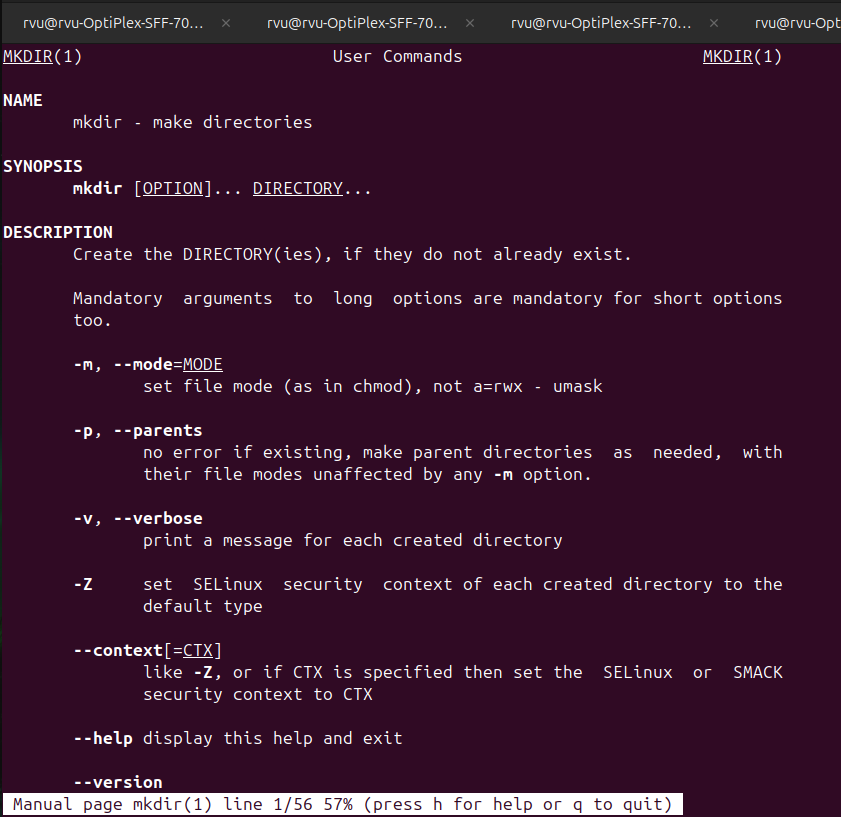 rvu@rvu-OptiPlex-SFF-70... × rvu@rvu-OptiPlex-SFF-70... × rvu@rvu-OptiPlex-SFF-70... × rvu@rvu-Opt
MKDIR(1) User Commands MKDIR(1)
NAME
mkdir - make directories
SYNOPSIS
mkdir [OPTION]... DIRECTORY...
DESCRIPTION
Create the DIRECTORY(ies), if they do not already exist.
Mandatory arguments to long options are mandatory for short options
too.
-m, --mode=MODE
set file mode (as in chmod), not a=rwx - umask
-p, --parents
no error if existing, make parent directories as needed, with
their file modes unaffected by any -m option.
-v, --verbose
print a message for each created directory
-Z set SELinux security context of each created directory to the
default type
--context[=CTX]
like -Z, or if CTX is specified then set the SELinux or SMACK
security context to CTX
--help display this help and exit
--version
Manual page mkdir(1) line 1/56 57% (press h for help or q to quit)